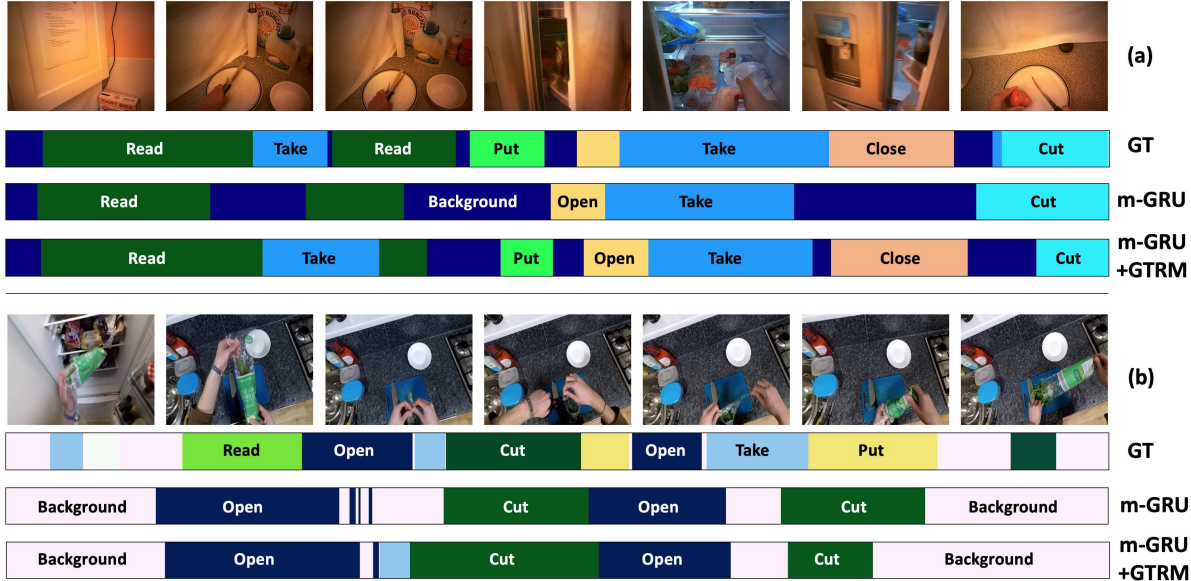 (a)
Read Take Read Put Take Close Cut GT
Read Background Open Take Cut m-GRU
Read Take Put Open Take Close Cut m-GRU
+GTRM
(b)
Read Open Cut Open Take Put GT
Background Open Cut Open Cut Background m-GRU
Background Open Cut Open Cut Background m-GRU
+GTRM